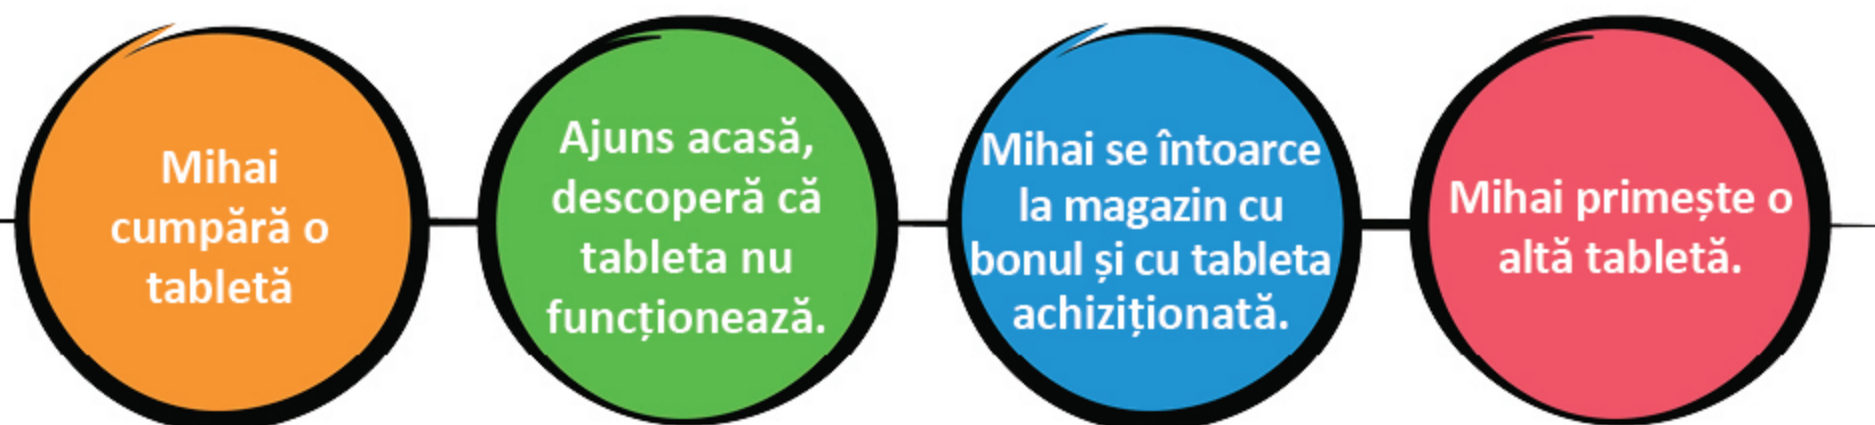 Mihai
cumpără o
tabletă
Ajuns acasă,
descoperă că
tableta nu
funcționează.
Mihai se întoarce
la magazin cu
bonul și cu tableta
achiziționată.
Mihai primește o
altă tabletă.